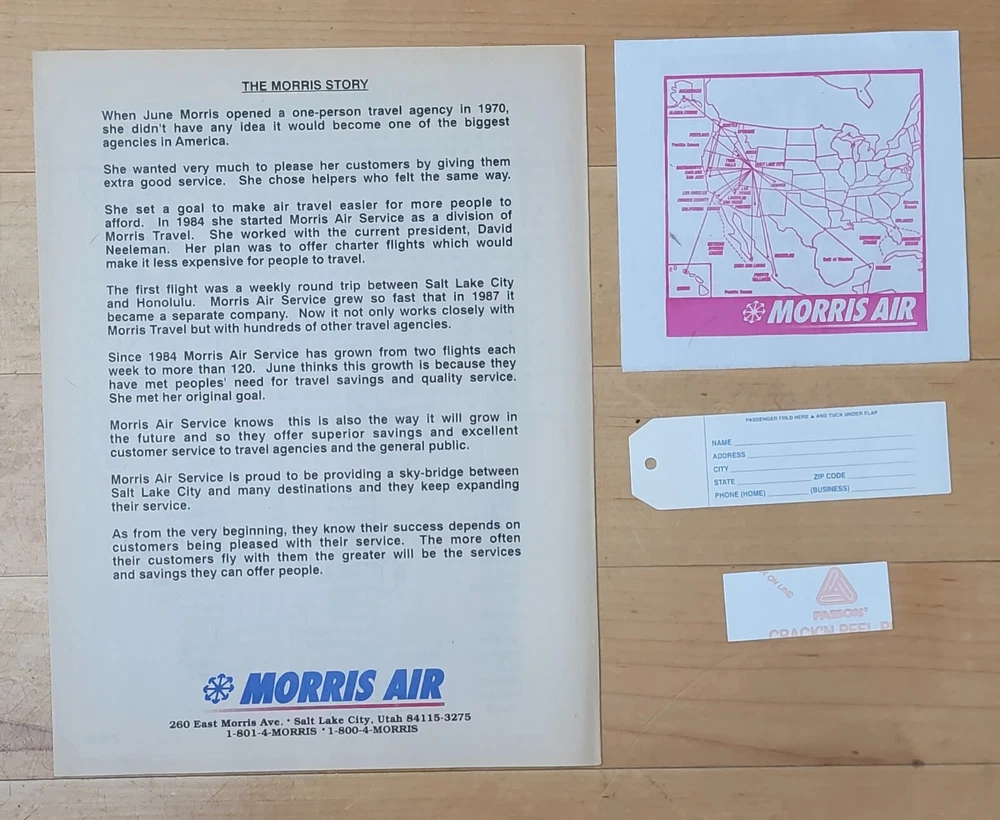 THE MORRIS STORY
When June Morris opened a one-person travel agency in 1970,
she didn't have any idea it would become one of the biggest
agencies in America.
She wanted very much to please her customers by giving them
extra good service. She chose helpers who felt the same way.
She set a goal to make air travel easier for more people to
afford. In 1984 she started Morris Air Service as a division of
Morris Travel. She worked with the current president, David
Neeleman. Her plan was to offer charter flights which would
make it less expensive for people to travel.
The first flight was a weekly round trip between Salt Lake City
and Honolulu. Morris Air Service grew so fast that in 1987 it
became a separate company. Now it not only works closely with
Morris Travel but with hundreds of other travel agencies.
Since 1984 Morris Air Service has grown from two flights each
week to more than 120. June thinks this growth is because they
have met peoples' need for travel savings and quality service.
She met her original goal.
Morris Air Service knows this is also the way it will grow in
the future and so they offer superior savings and excellent
customer service to travel agencies and the general public.
Morris Air Service is proud to be providing a sky-bridge between
Salt Lake City and many destinations and they keep expanding
their service.
As from the very beginning, they know their success depends on
customers being pleased with their service. The more often
their customers fly with them the greater will be the services
and savings they can offer people.
MORRIS AIR
260 East Morris Ave. • Salt Lake City, Utah 84115-3275
1-801-4-MORRIS • 1-800-4-MORRIS
PORTLAND
SPOKANE
SALT LAKE CITY
DENVER
LOS ANGELES
ORANGE COUNTY
ORLANDO
Gulf of Mexico
Pacific Ocean
MORRIS AIR
PASSENGER FOLD HERE ▲ AND TUCK UNDER FLAP
NAME
ADDRESS
CITY
STATE ZIP CODE
PHONE (HOME) (BUSINESS)
K ON LINE
FASSON®
CRACK'N PEEL